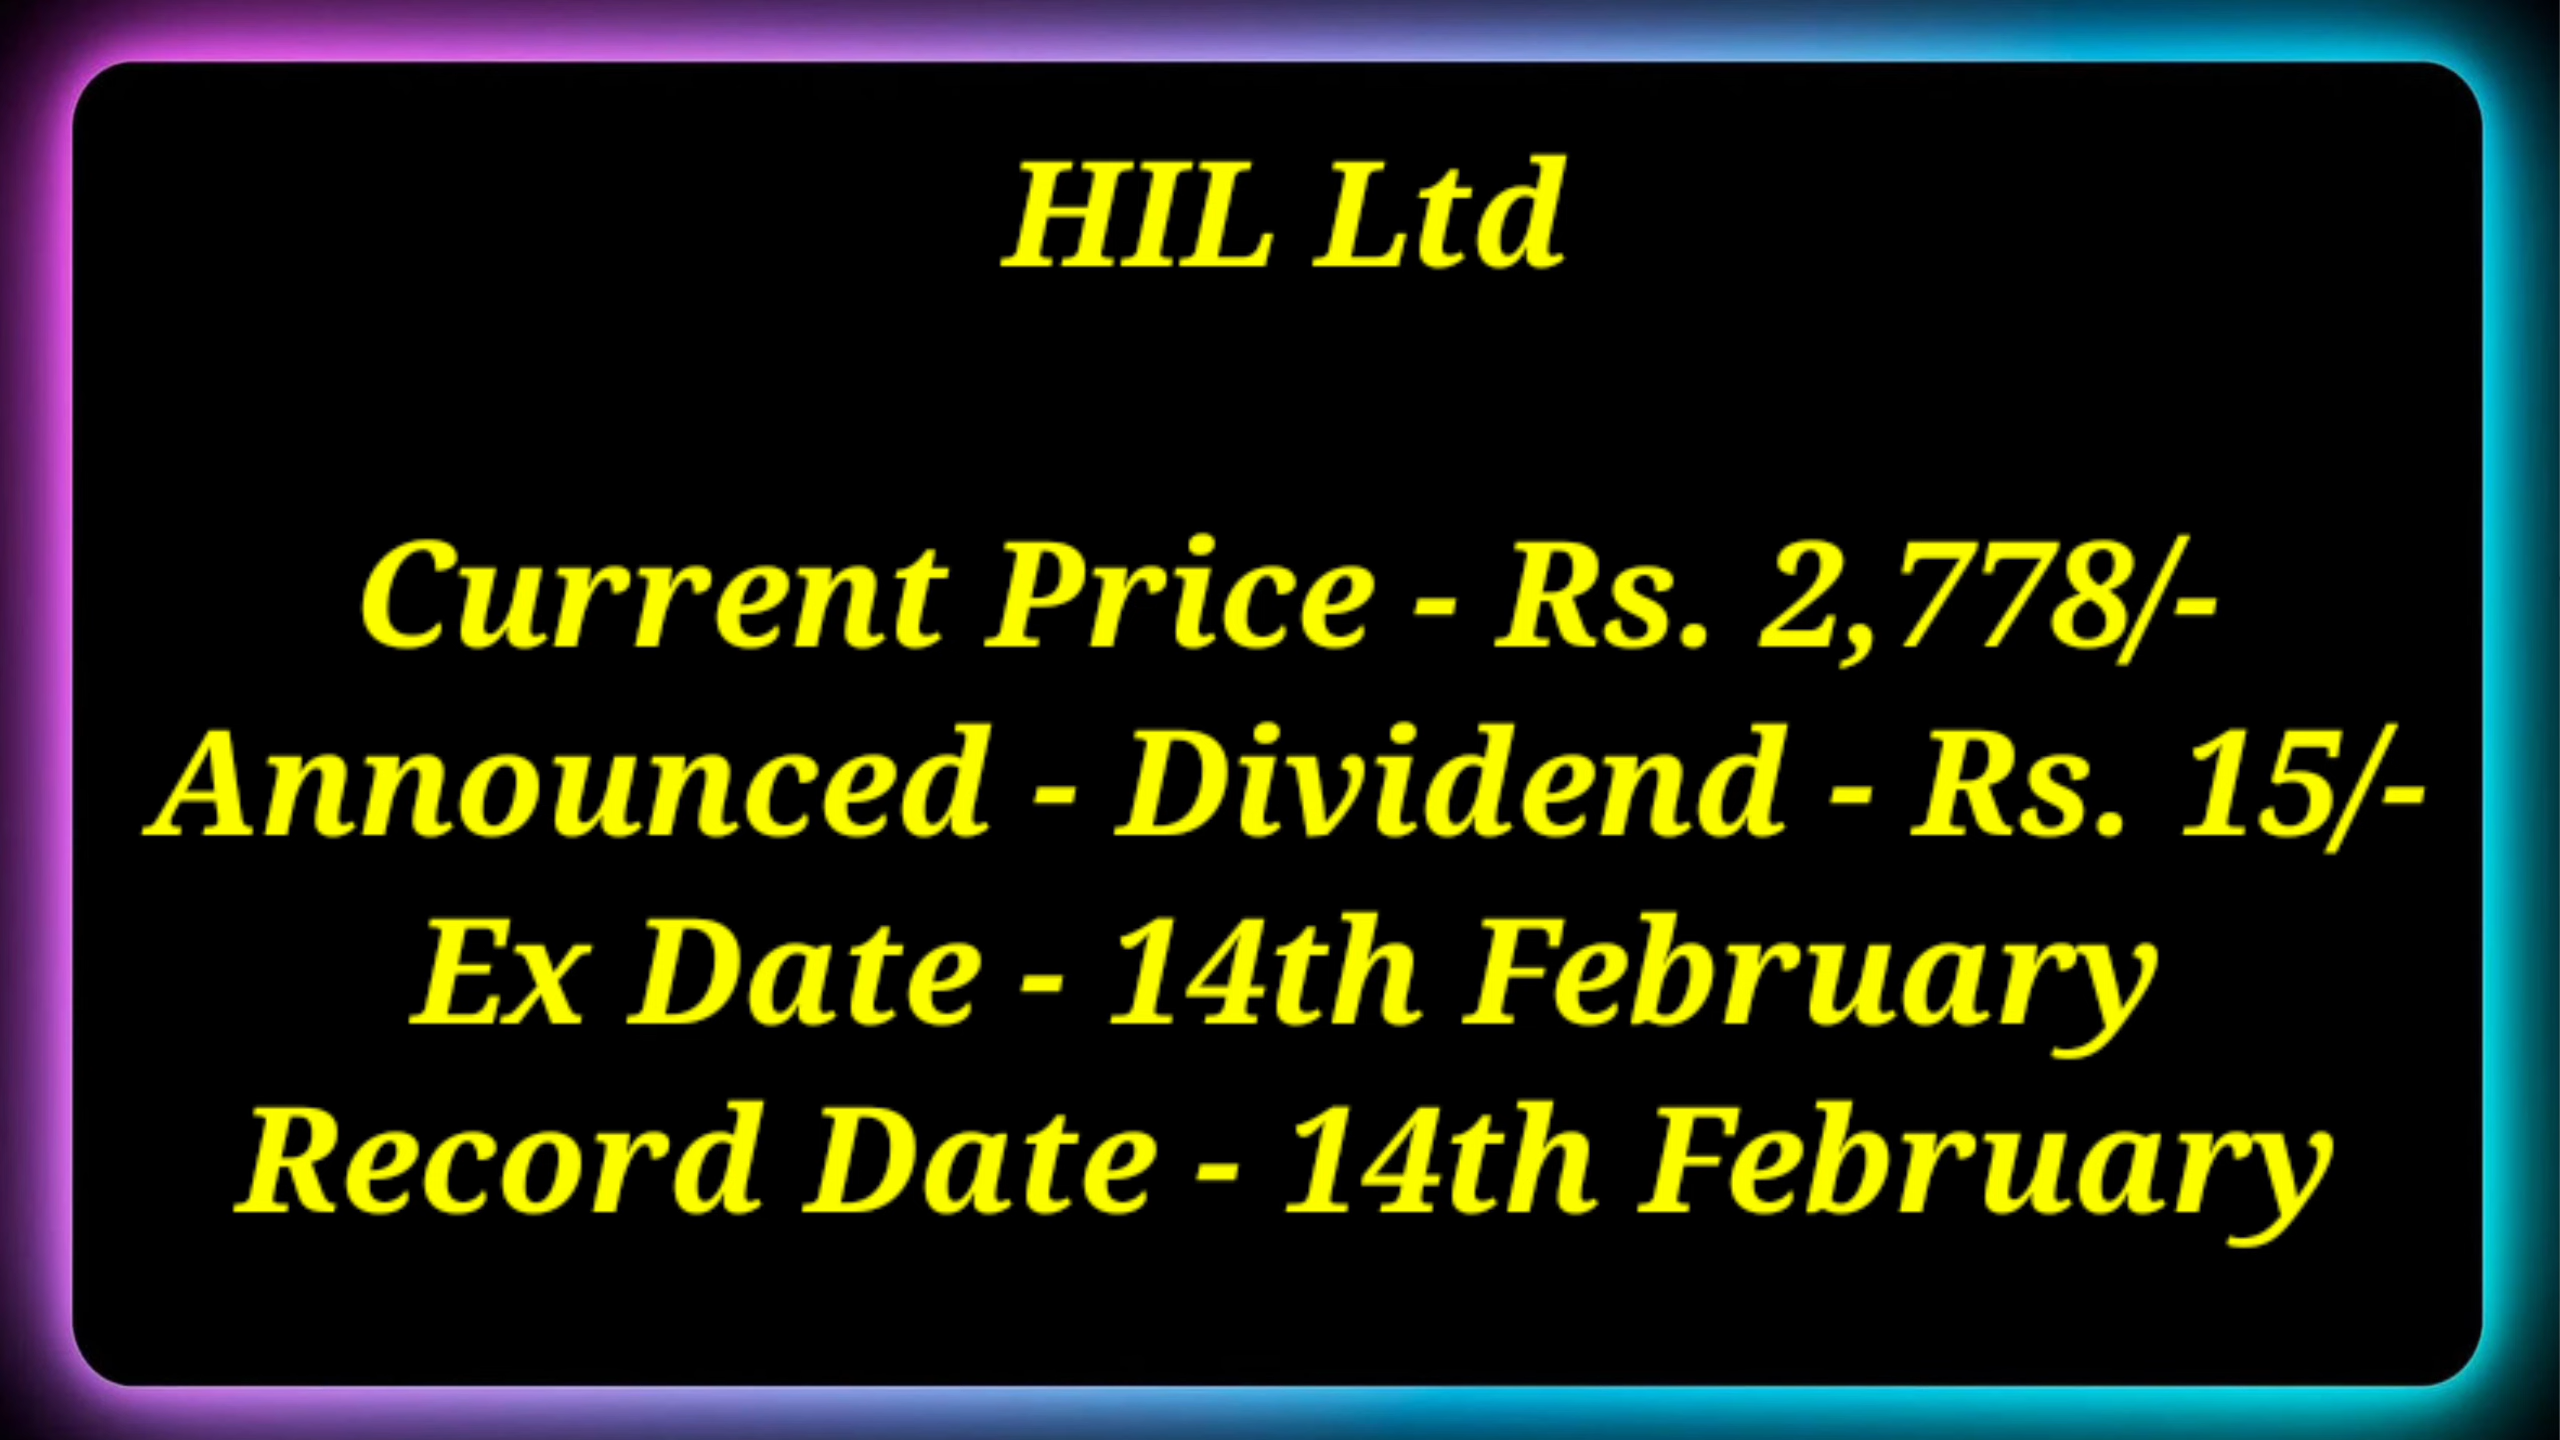 HIL Ltd
Current Price - Rs. 2,778/-
Announced - Dividend - Rs. 15/-
Ex Date - 14th February
Record Date - 14th February